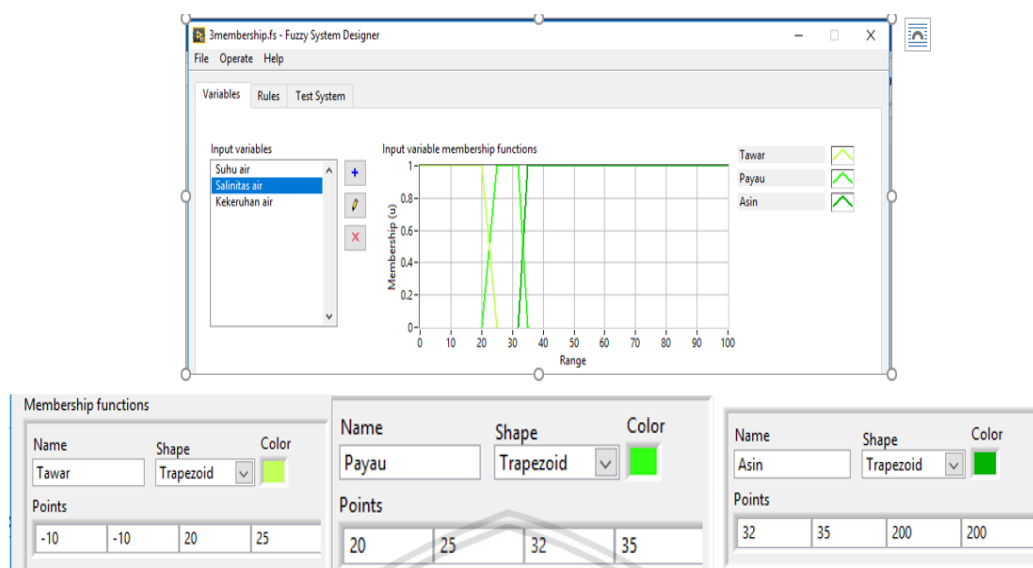 3membership.fs - Fuzzy System Designer
File Operate Help
Variables Rules Test System
Input variables
Suhu air
Salinitas air
Kekeruhan air
Input variable membership functions
Membership (u)
1
0.8
0.6
0.4
0.2
0
0 10 20 30 40 50 60 70 80 90 100
Range
Tawar
Payau
Asin
Membership functions
Name Shape Color
Tawar Trapezoid
Points
-10 -10 20 25
Name Shape Color
Payau Trapezoid
Points
20 25 32 35
Name Shape Color
Asin Trapezoid
Points
32 35 200 200